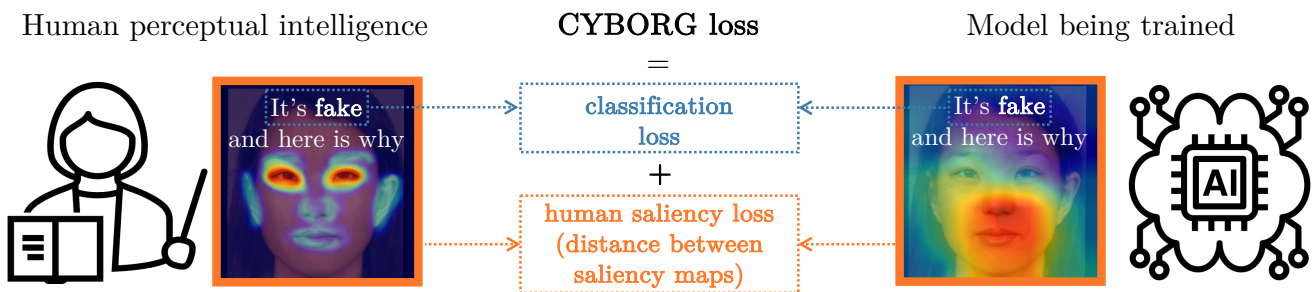 Human perceptual intelligence
CYBORG loss
Model being trained
=
It's fake
and here is why
classification
loss
+
human saliency loss
(distance between
saliency maps)
It's fake
and here is why
AI